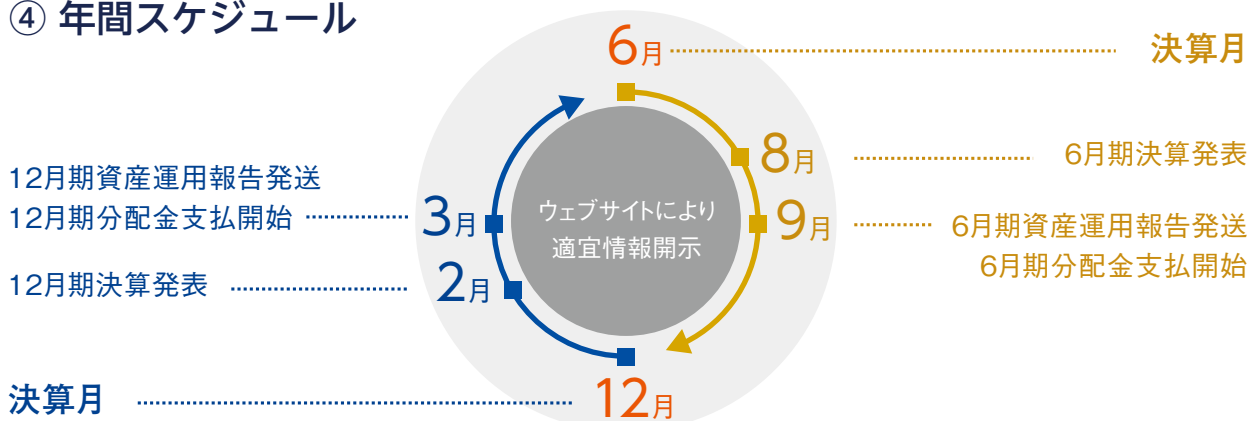 ④ 年間スケジュール
6月
決算月
8月
6月期決算発表
9月
6月期資産運用報告発送
6月期分配金支払開始
12月
決算月
2月
12月期決算発表
3月
12月期資産運用報告発送
12月期分配金支払開始
ウェブサイトにより
適宜情報開示